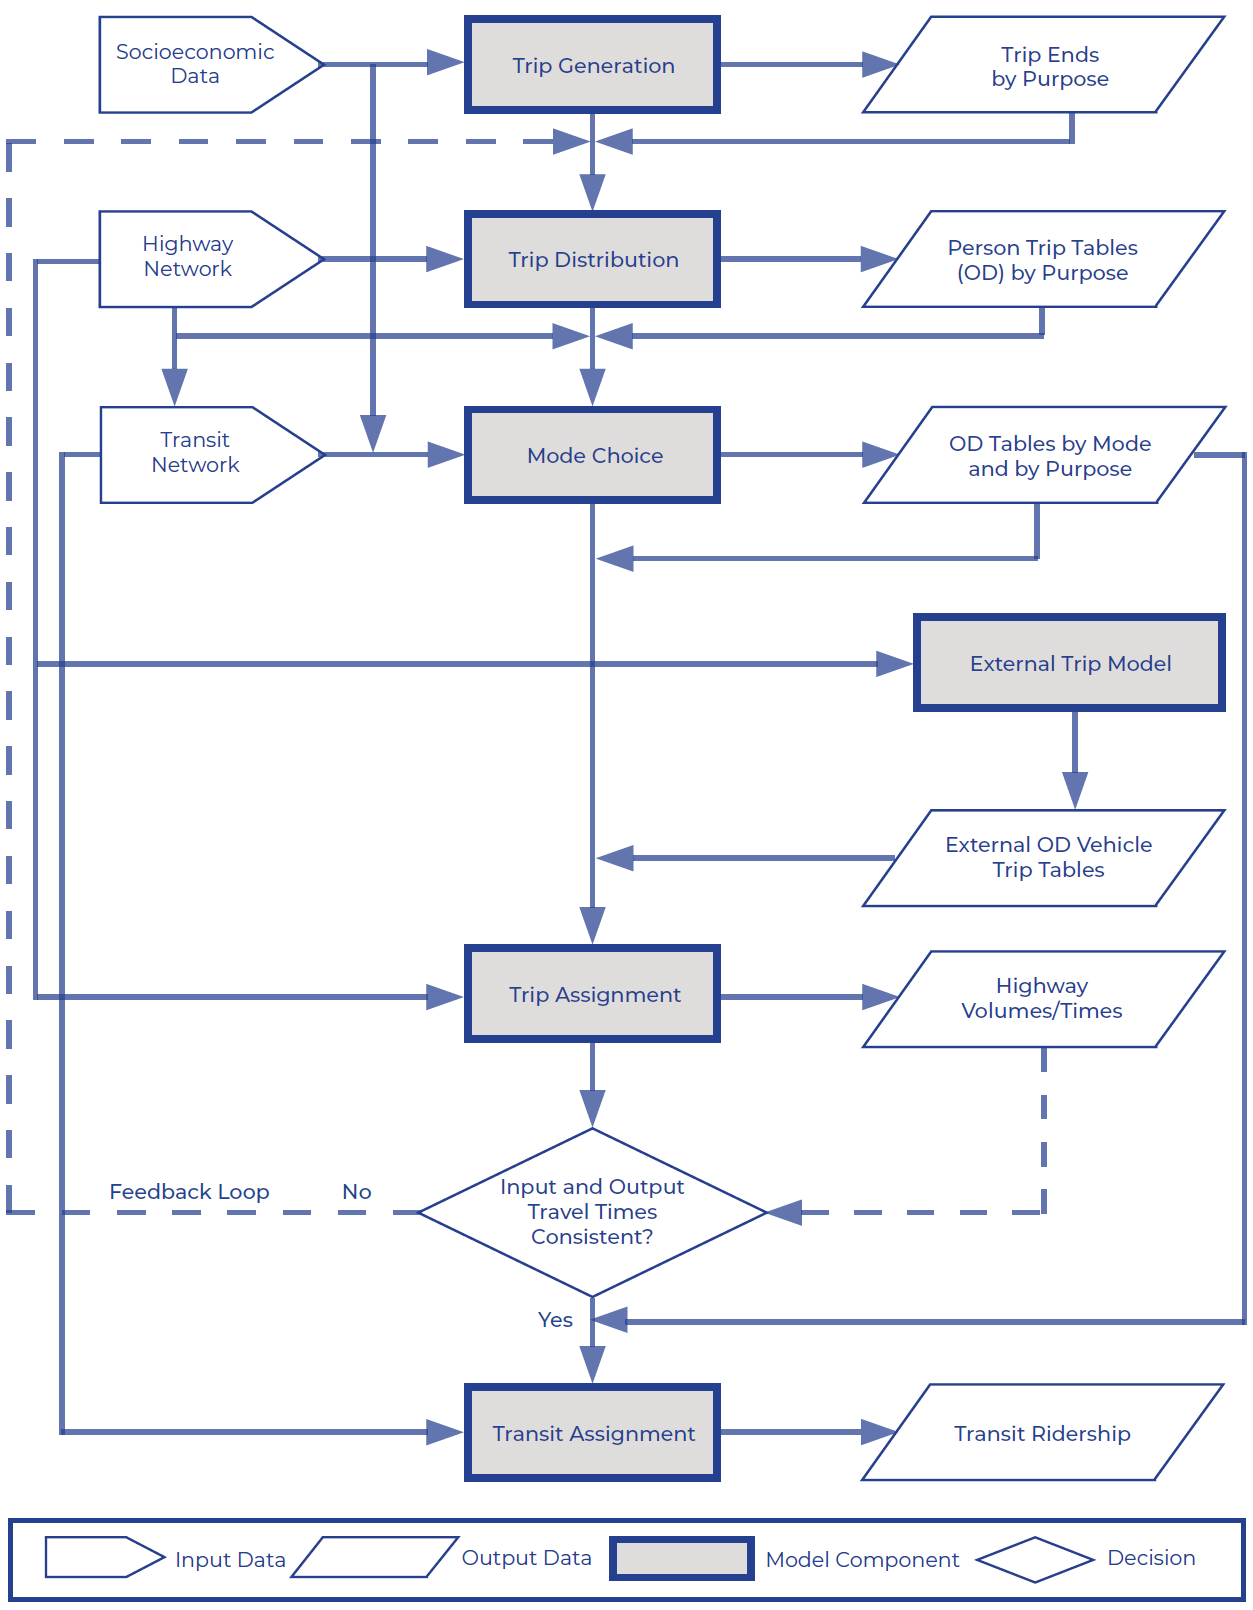 Socioeconomic
Data
Trip Generation
Trip Ends
by Purpose
Highway
Network
Trip Distribution
Person Trip Tables
(OD) by Purpose
Transit
Network
Mode Choice
OD Tables by Mode
and by Purpose
External Trip Model
External OD Vehicle
Trip Tables
Trip Assignment
Highway
Volumes/Times
Feedback Loop
No
Input and Output
Travel Times
Consistent?
Yes
Transit Assignment
Transit Ridership
Input Data
Output Data
Model Component
Decision